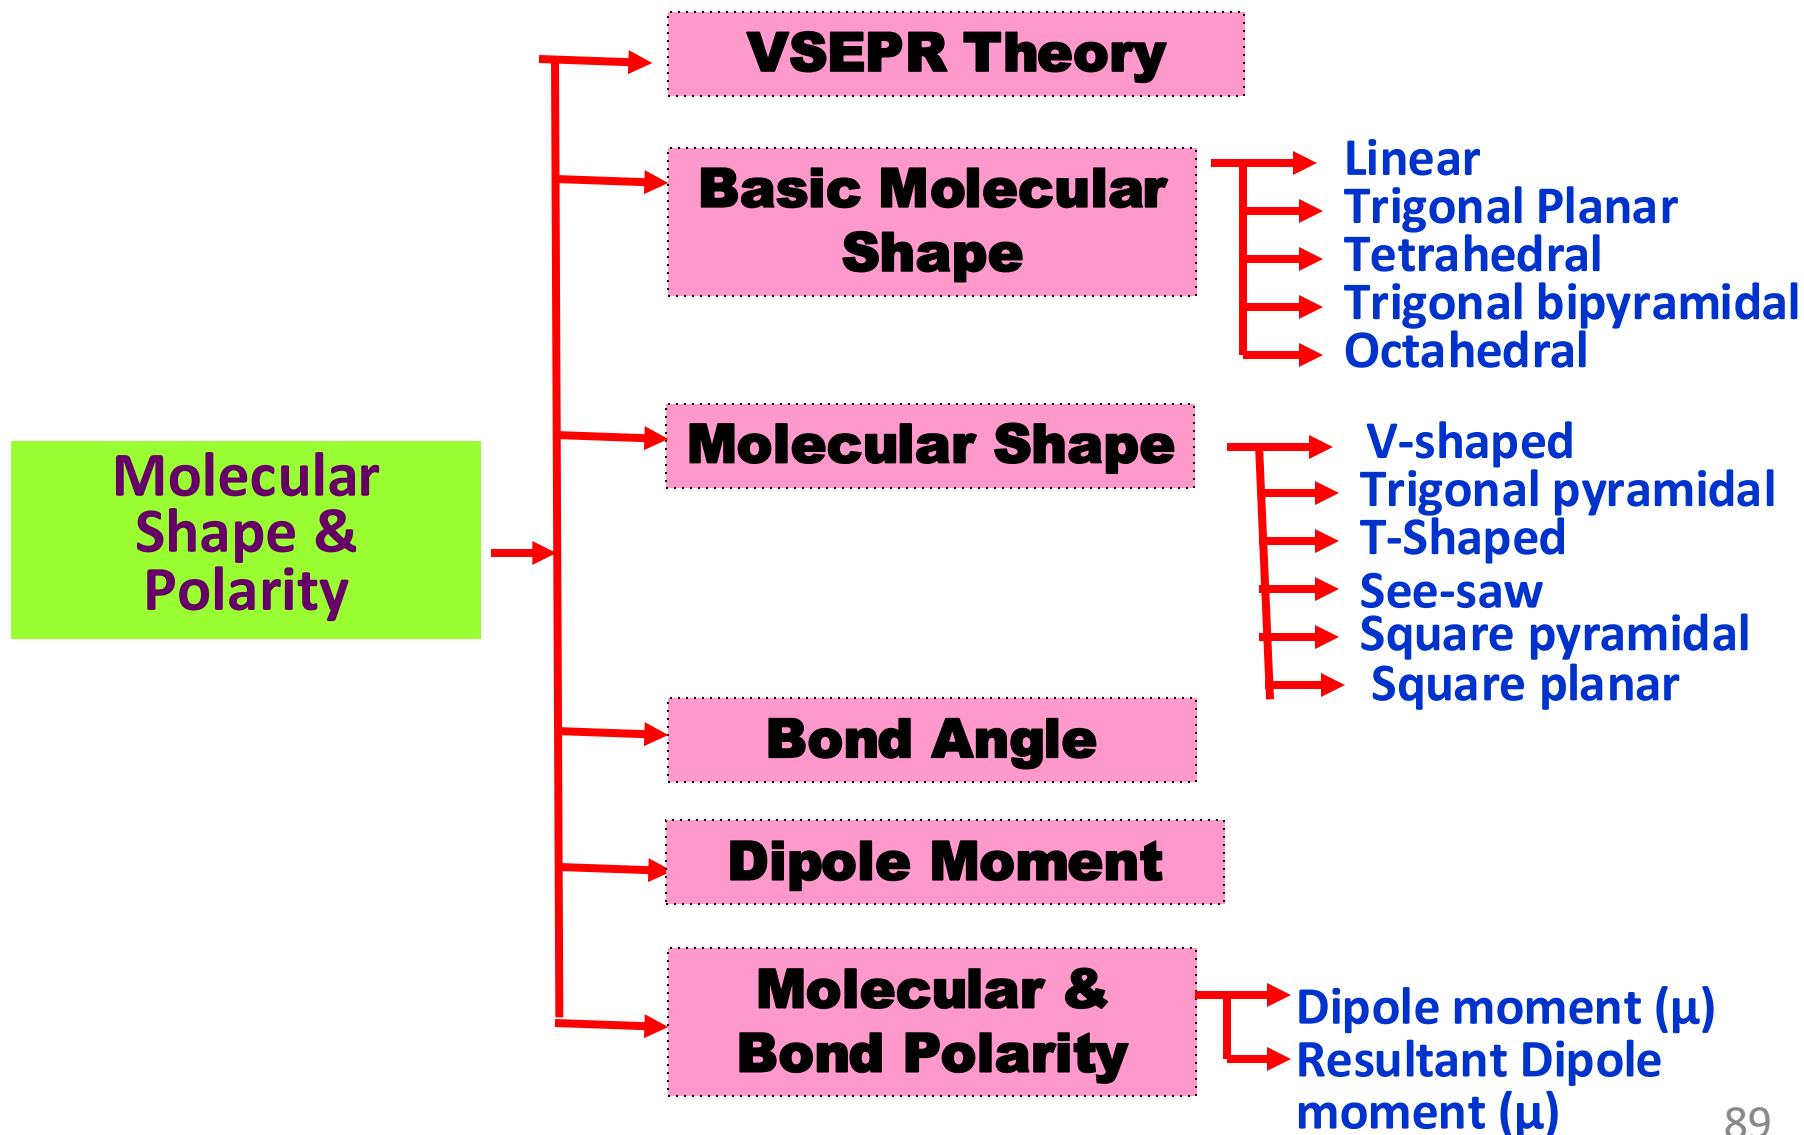 VSEPR Theory
Basic Molecular
Shape
Linear
Trigonal Planar
Tetrahedral
Trigonal bipyramidal
Octahedral
Molecular Shape
V-shaped
Trigonal pyramidal
T-Shaped
See-saw
Square pyramidal
Square planar
Molecular
Shape &
Polarity
Bond Angle
Dipole Moment
Molecular &
Bond Polarity
Dipole moment (μ)
Resultant Dipole
moment (μ)
89